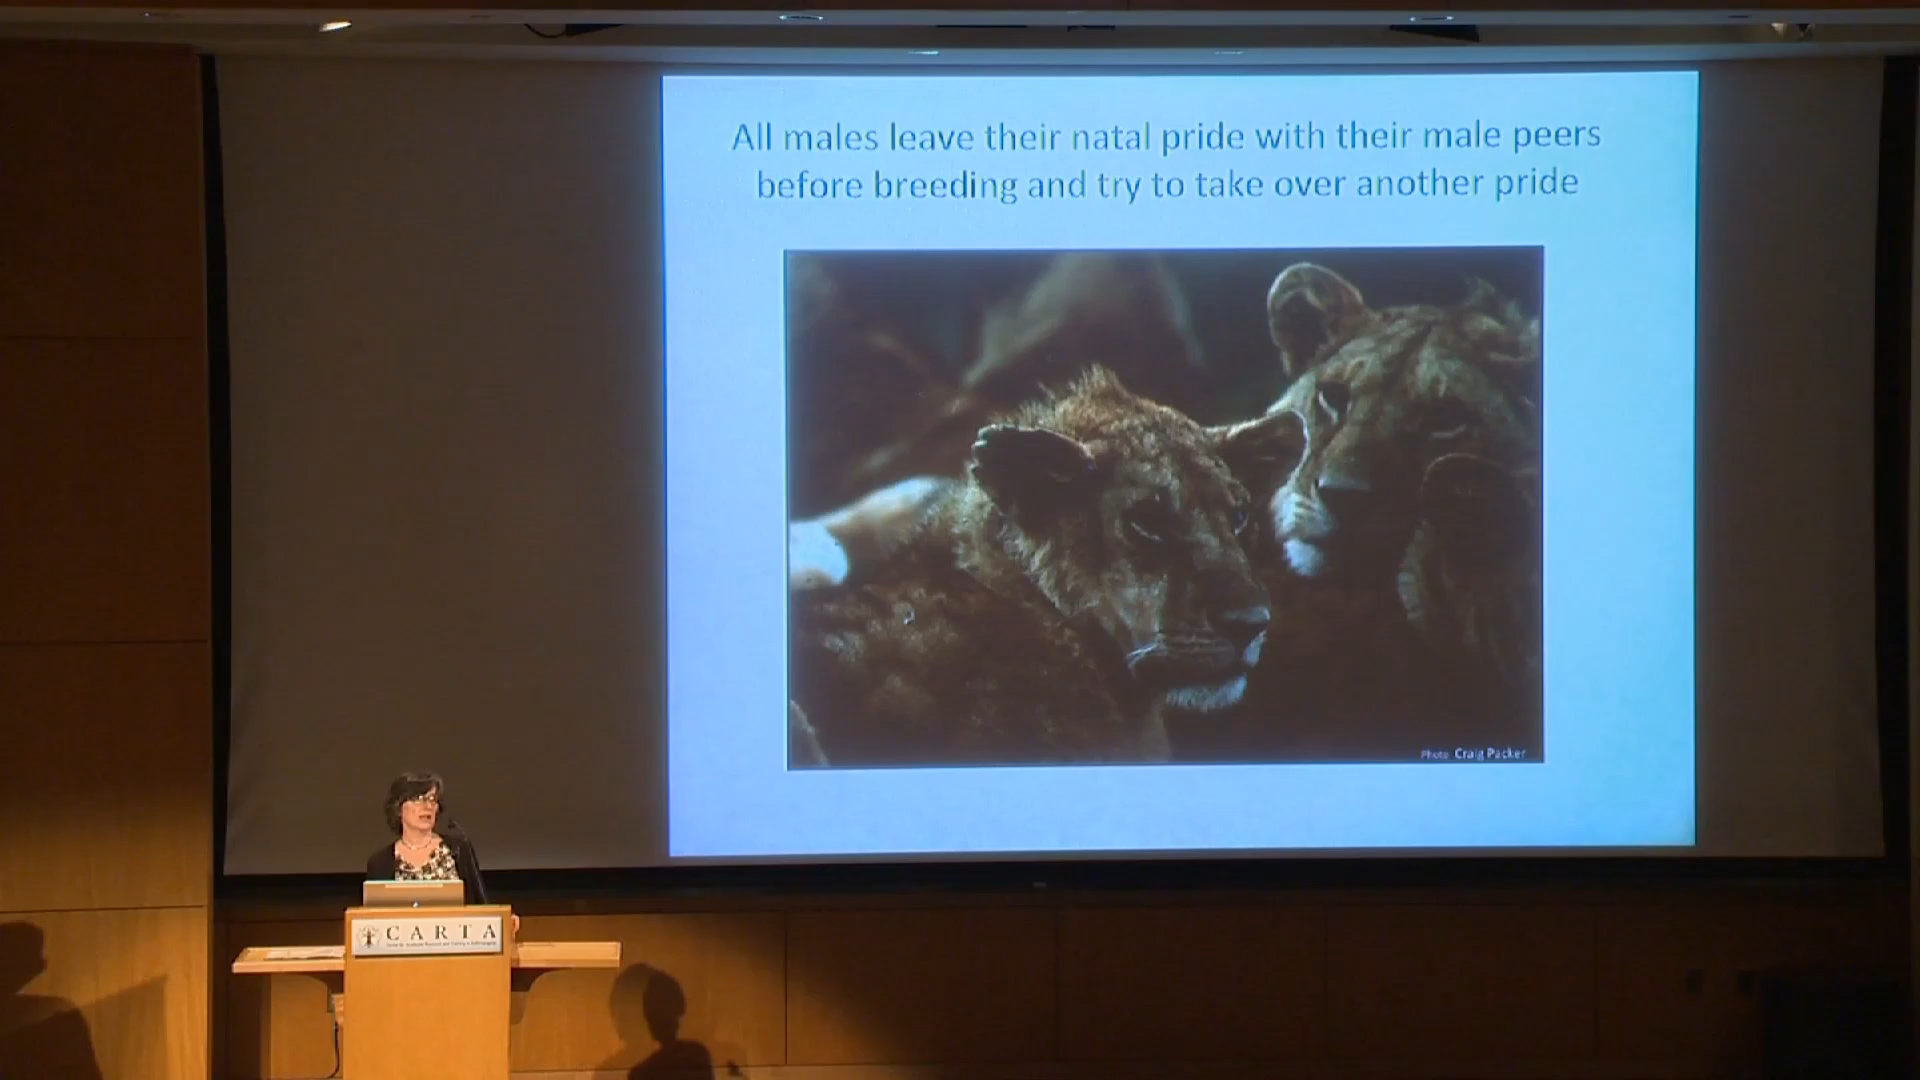 All males leave their natal pride with their male peers
before breeding and try to take over another pride
Photo Craig Packer
CARTA